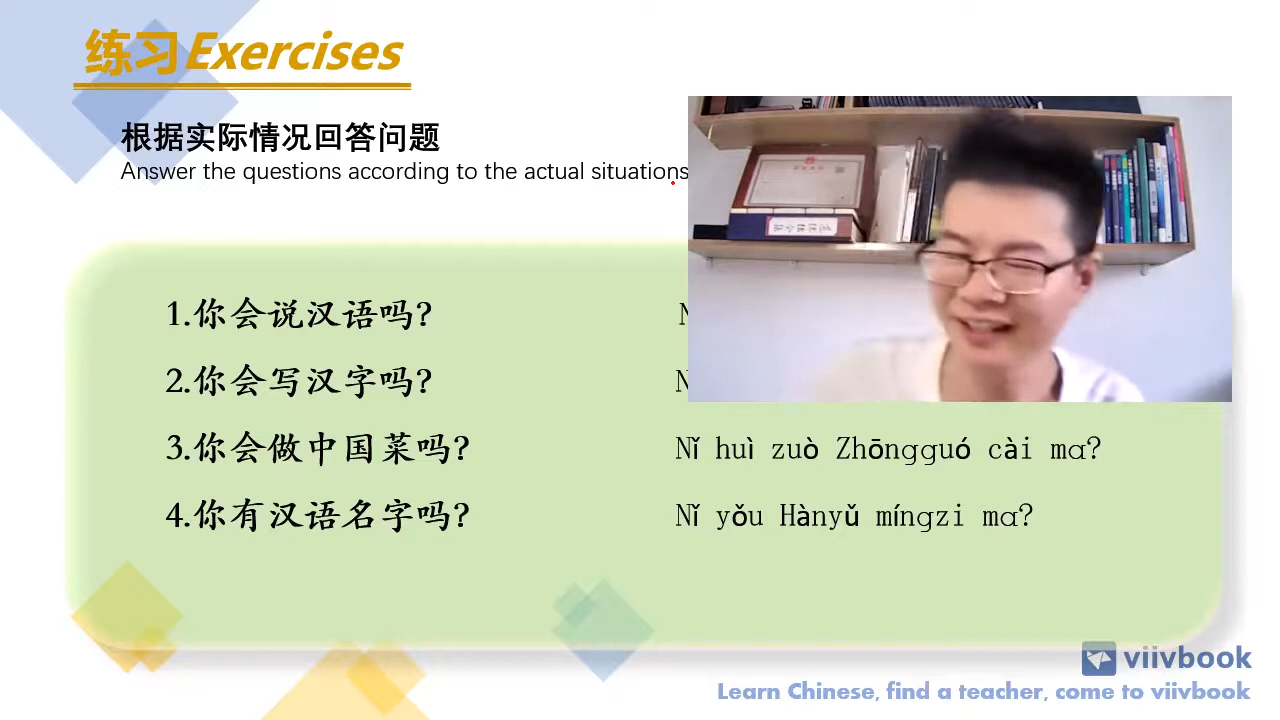 练习Exercises
根据实际情况回答问题
Answer the questions according to the actual situations
1.你会说汉语吗?
2.你会写汉字吗?
3.你会做中国菜吗?
Nǐ huì zuò Zhōngguó cài ma?
4.你有汉语名字吗?
Nǐ yǒu Hànyǔ míngzi ma?
viivbook
Learn Chinese, find a teacher, come to viivbook